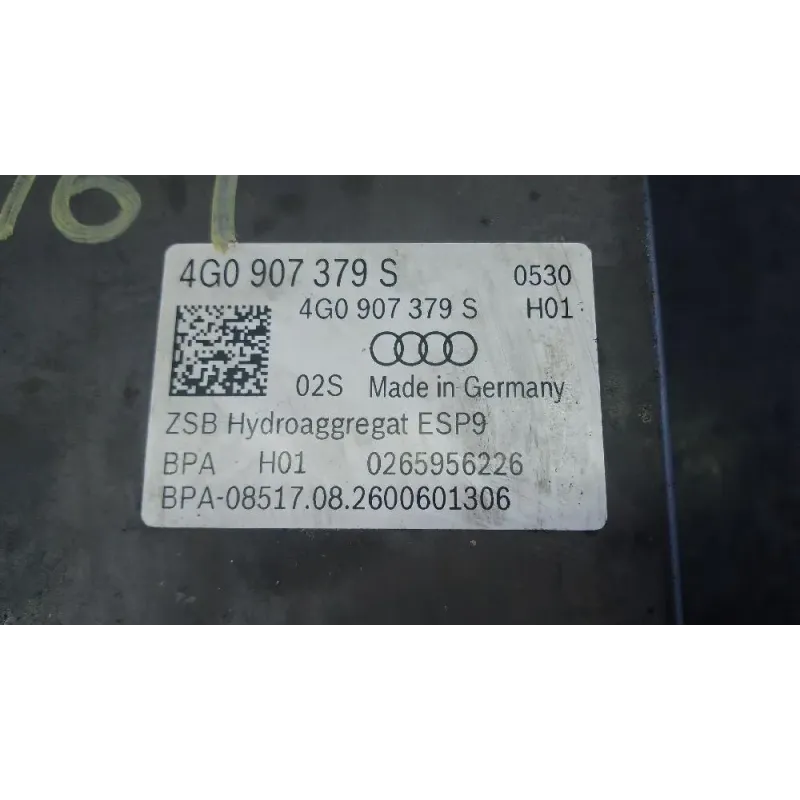 161
4G0 907 379 S 0530
4G0 907 379 S H01
02S Made in Germany
ZSB Hydroaggregat ESP9
BPA H01 0265956226
BPA-08517.08.2600601306